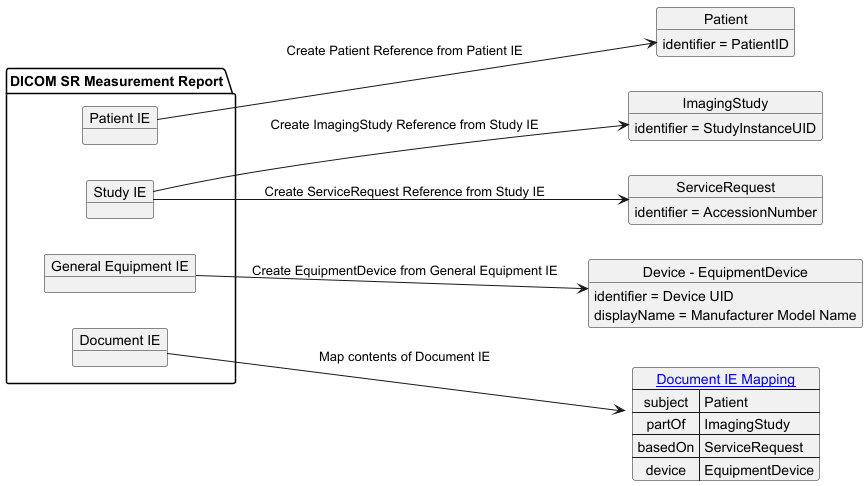 Patient
identifier = PatientID
Create Patient Reference from Patient IE
DICOM SR Measurement Report
Patient IE
ImagingStudy
identifier = StudyInstanceUID
Create ImagingStudy Reference from Study IE
Study IE
Create ServiceRequest Reference from Study IE
ServiceRequest
identifier = AccessionNumber
General Equipment IE
Create EquipmentDevice from General Equipment IE
Device - EquipmentDevice
identifier = Device UID
displayName = Manufacturer Model Name
Document IE
Map contents of Document IE
Document IE Mapping
subject Patient
partOf ImagingStudy
basedOn ServiceRequest
device EquipmentDevice